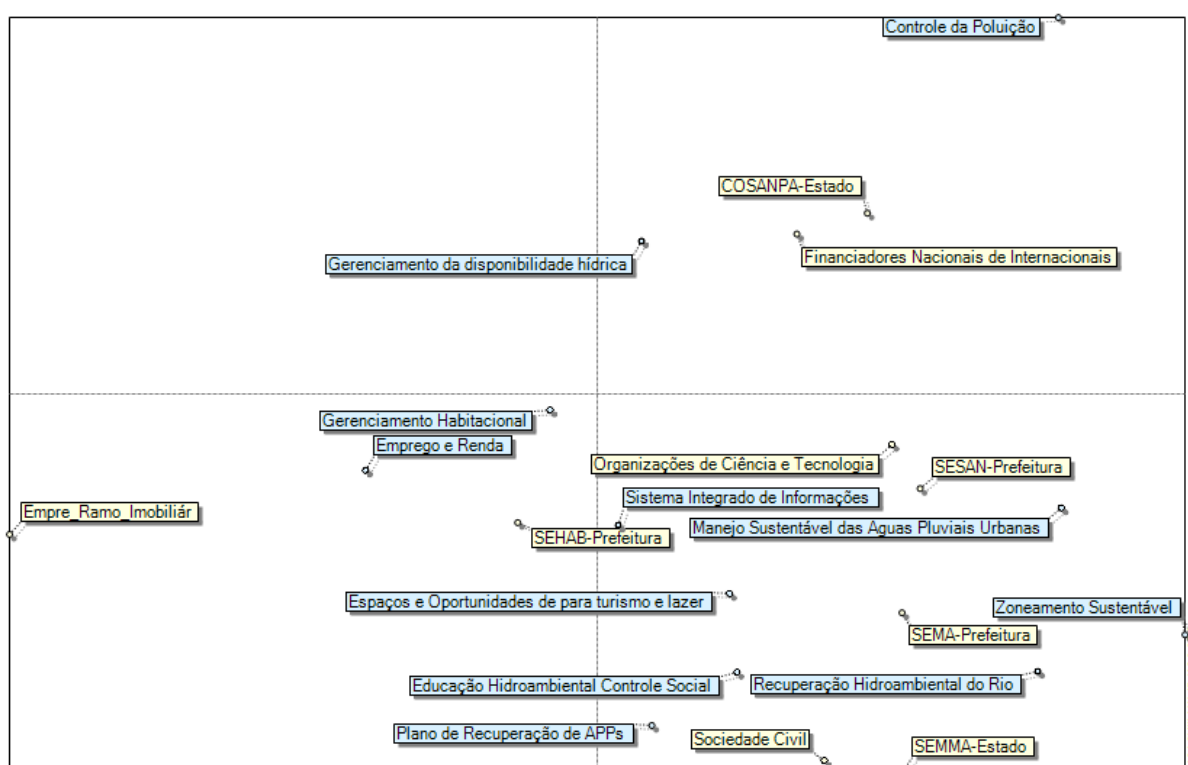 Controle da Poluição
COSANPA-Estado
Financiadores Nacionais de Internacionais
Gerenciamento da disponibilidade hídrica
Gerenciamento Habitacional
Emprego e Renda
Organizações de Ciência e Tecnologia
SESAN-Prefeitura
Sistema Integrado de Informações
Empre_Ramo_Imobiliár
Manejo Sustentável das Aguas Pluviais Urbanas
SEHAB-Prefeitura
Espaços e Oportunidades de para turismo e lazer
Zoneamento Sustentável
SEMA-Prefeitura
Educação Hidroambiental Controle Social
Recuperação Hidroambiental do Rio
Plano de Recuperação de APPs
Sociedade Civil
SEMMA-Estado